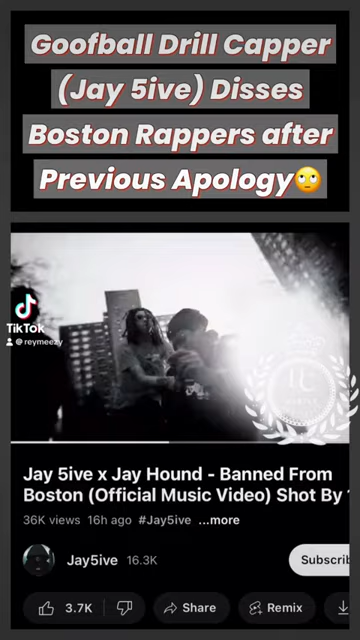 Goofball Drill Capper
(Jay 5ive) Disses
Boston Rappers after
Previous Apology🙄
TikTok
@reymeezy
Jay 5ive x Jay Hound - Banned From
Boston (Official Music Video) Shot By
36K views 16h ago #Jay5ive ...more
Jay5ive 16.3K
Subscrib
3.7K
Share
Remix